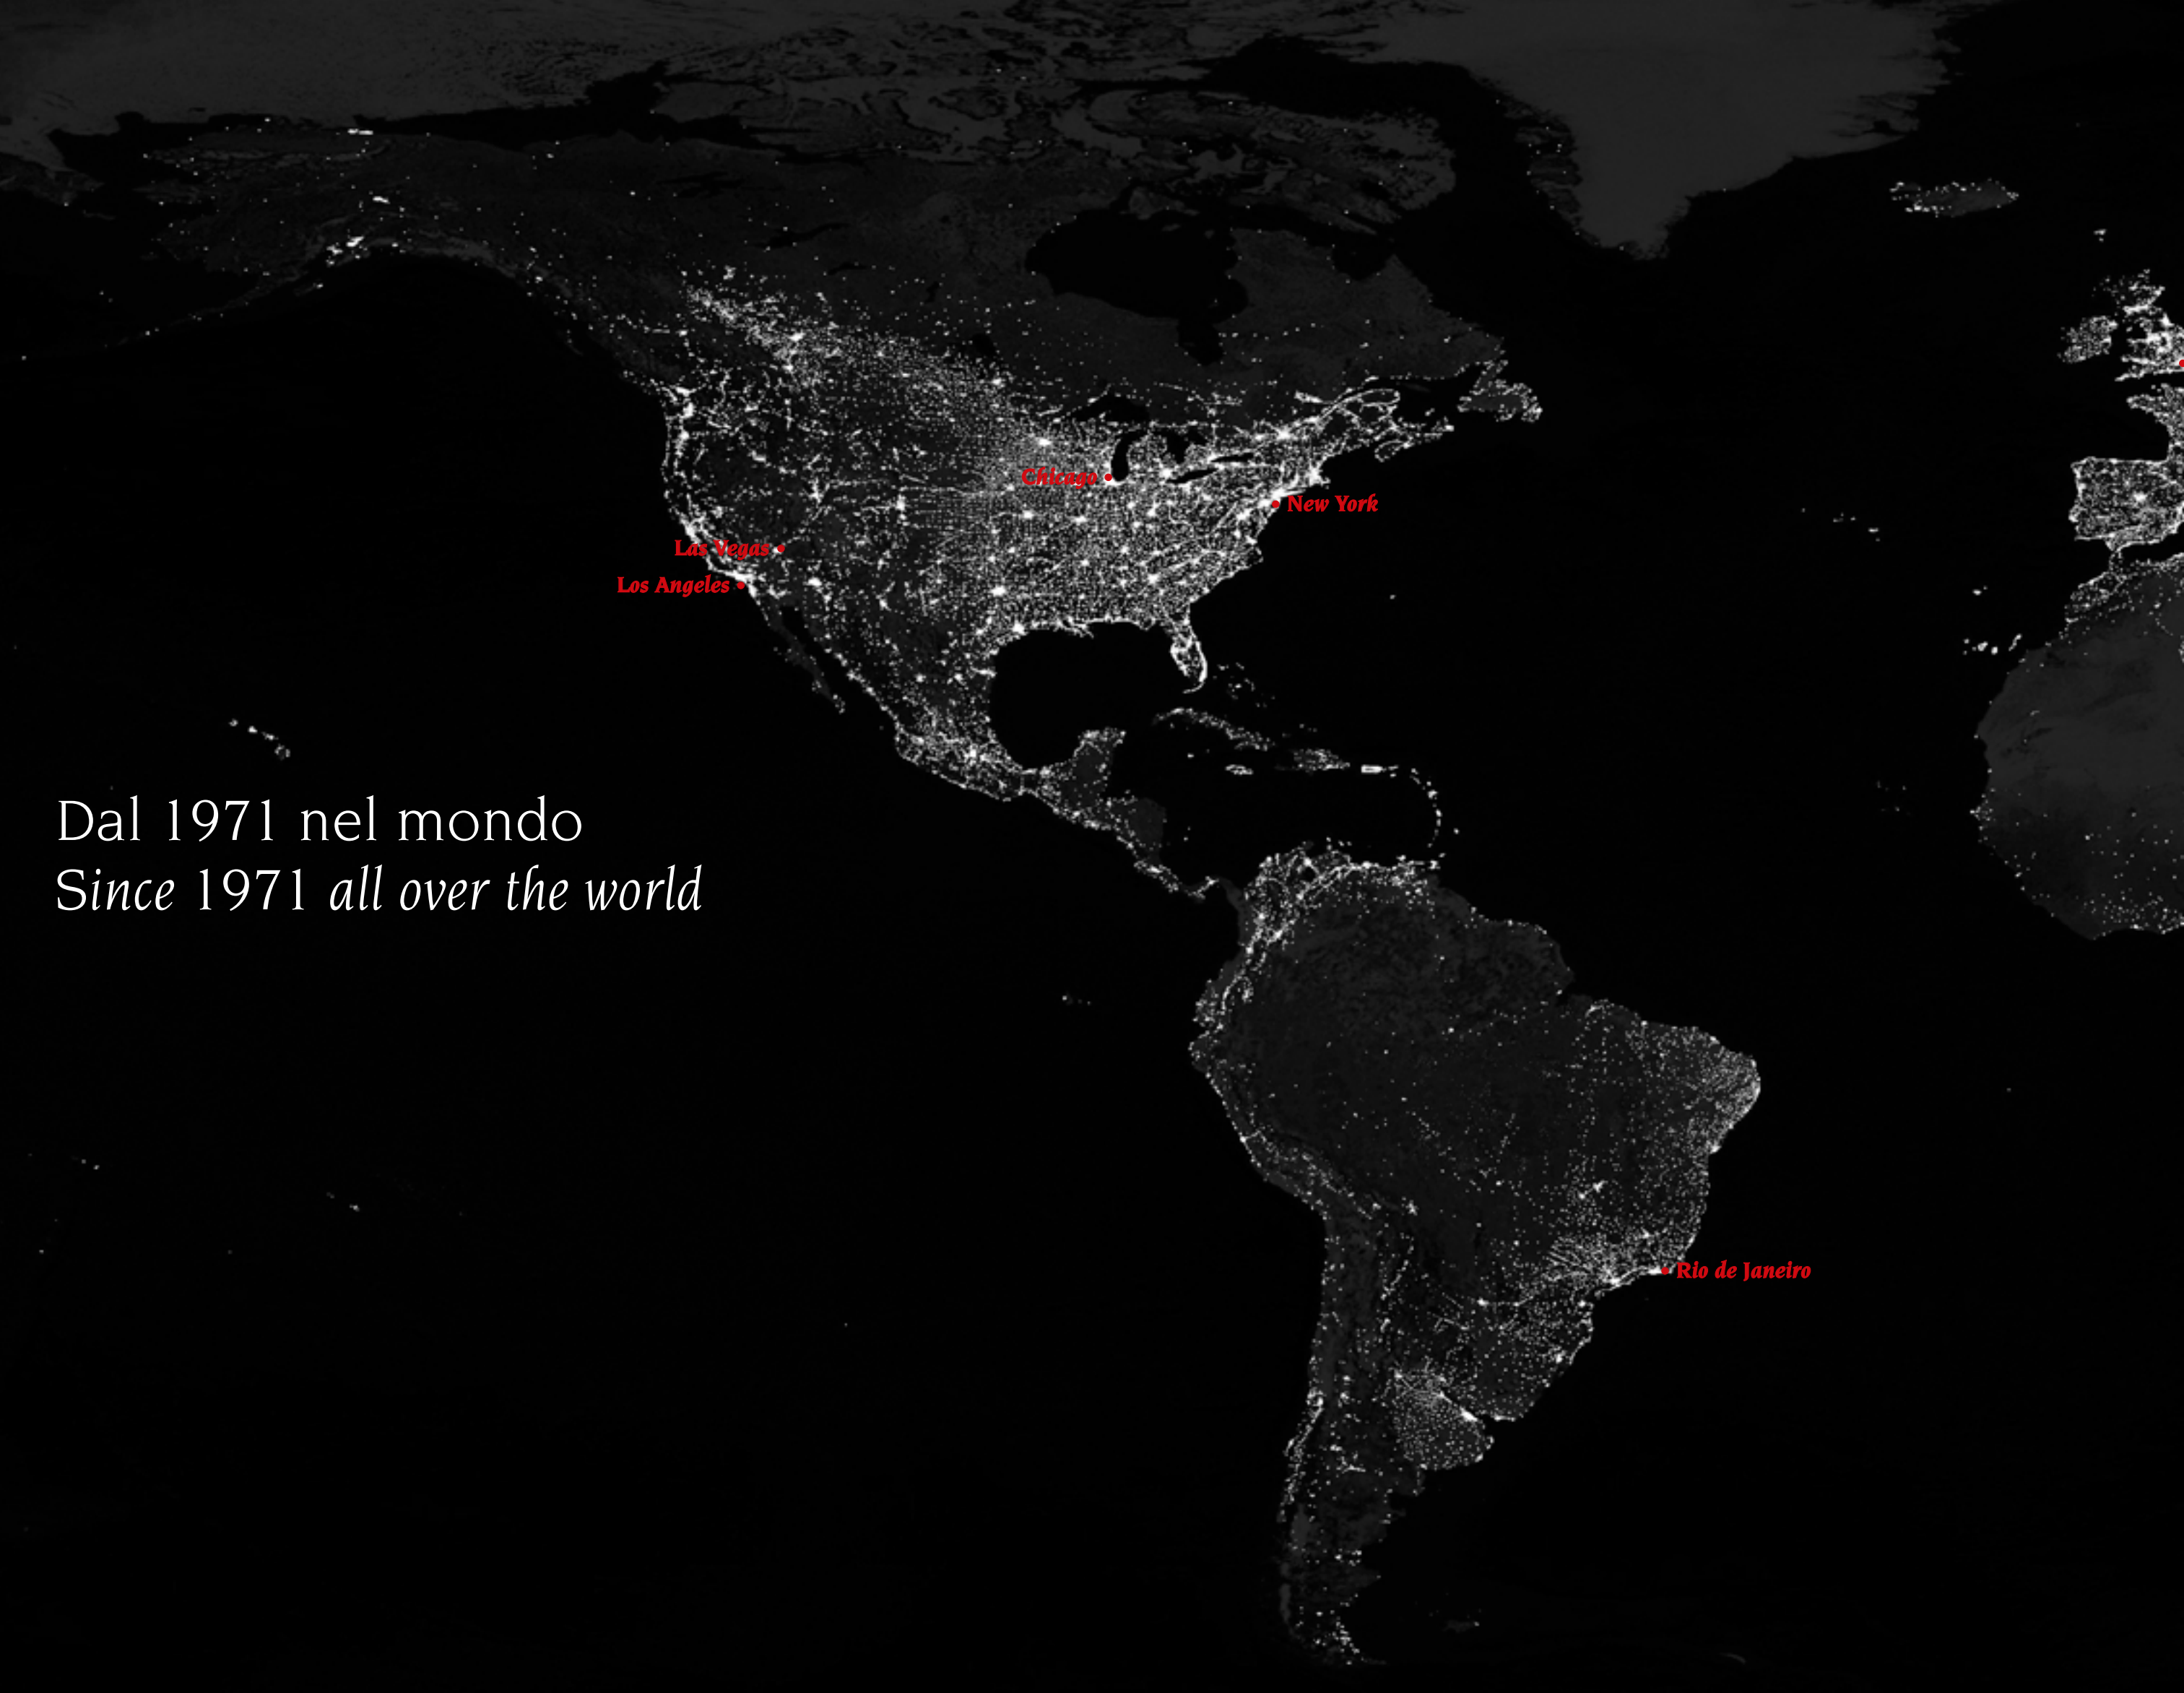 Chicago
New York
Las Vegas
Los Angeles
Dal 1971 nel mondo
Since 1971 all over the world
Rio de Janeiro